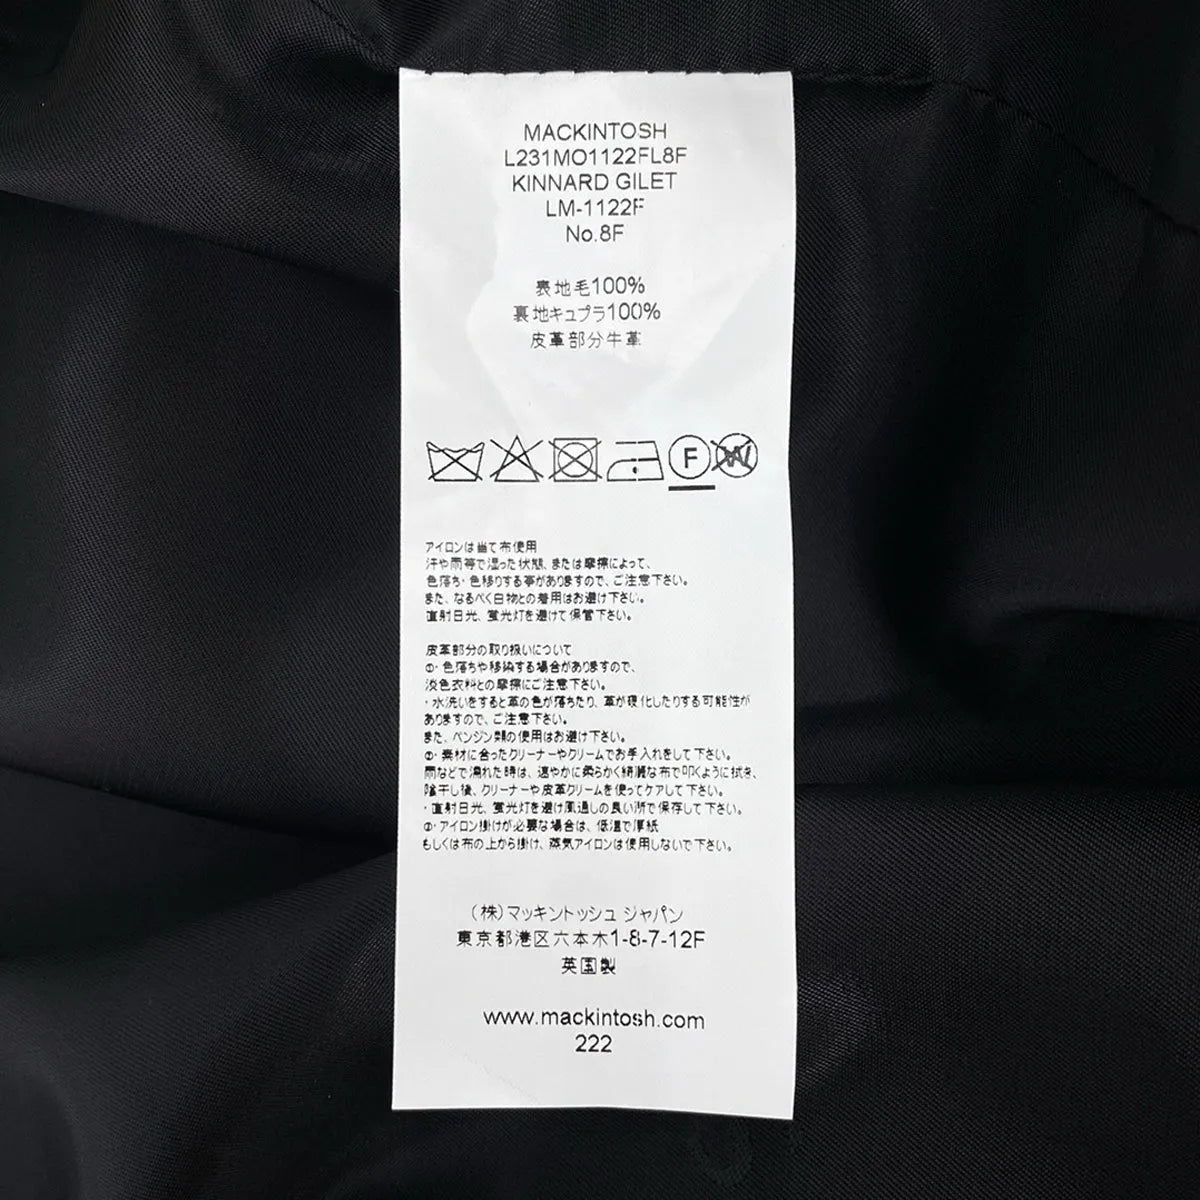 MACKINTOSH
L231MO1122FL8F
KINNARD GILET
LM-1122F
No.8F
表地毛100%
裏地キュプラ100%
皮革部分牛革
F W
アイロンは当て布使用
汗や雨等で湿った状態、または摩擦によって、
色落ち・色移りする事がありますので、ご注意下さい。
また、なるべく白物との着用はお避け下さい。
直射日光、蛍光灯を避けて保管下さい。
皮革部分の取り扱いについて
①・色落ちや移染する場合がありますので、
淡色衣料との摩擦にご注意下さい。
・水洗いをすると革の色が落ちたり、革が硬化したりする可能性が
ありますので、ご注意下さい。
また、ベンジン類の使用はお避け下さい。
②・素材に合ったクリーナーやクリームでお手入れをして下さい。
雨などで濡れた時は、速やかに柔らかく綺麗な布で叩くように拭き、
陰干し後、クリーナーや皮革クリームを使ってケアして下さい。
・直射日光、蛍光灯を避け風通しの良い所で保存して下さい。
・アイロン掛けが必要な場合は、低温で厚紙
もしくは布の上から掛け、蒸気アイロンは使用しないで下さい。
(株)マッキントッシュ ジャパン
東京都港区六本木1-8-7-12F
英国製
www.mackintosh.com
222